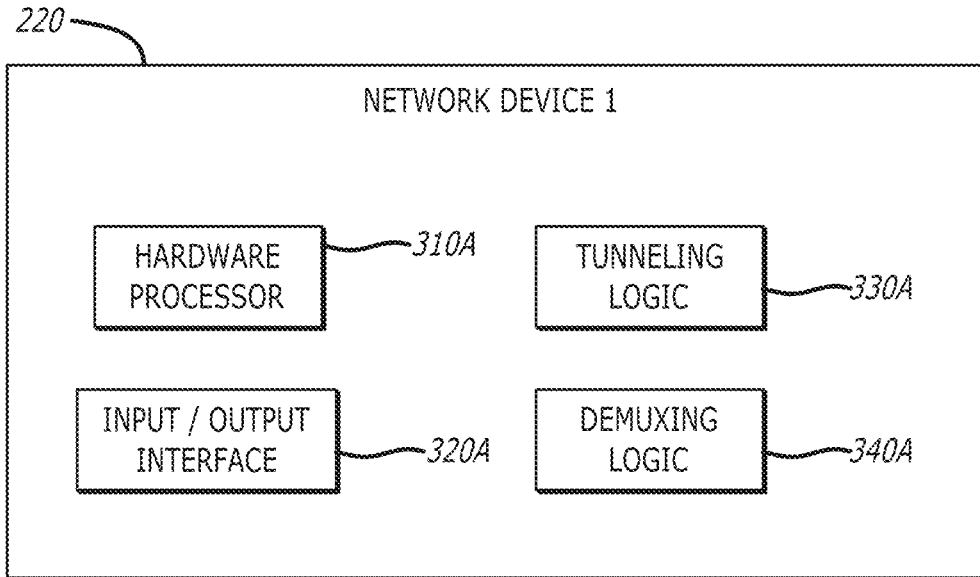 220
NETWORK DEVICE 1
HARDWARE
PROCESSOR
310A
TUNNELING
LOGIC
330A
INPUT / OUTPUT
INTERFACE
320A
DEMUXING
LOGIC
340A